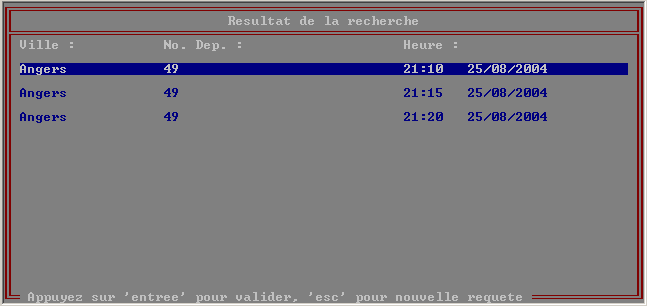 Resultat de la recherche
Ville : No. Dep. : Heure :
Angers 49 21:10 25/08/2004
Angers 49 21:15 25/08/2004
Angers 49 21:20 25/08/2004
Appuyez sur 'entree' pour valider, 'esc' pour nouvelle requete